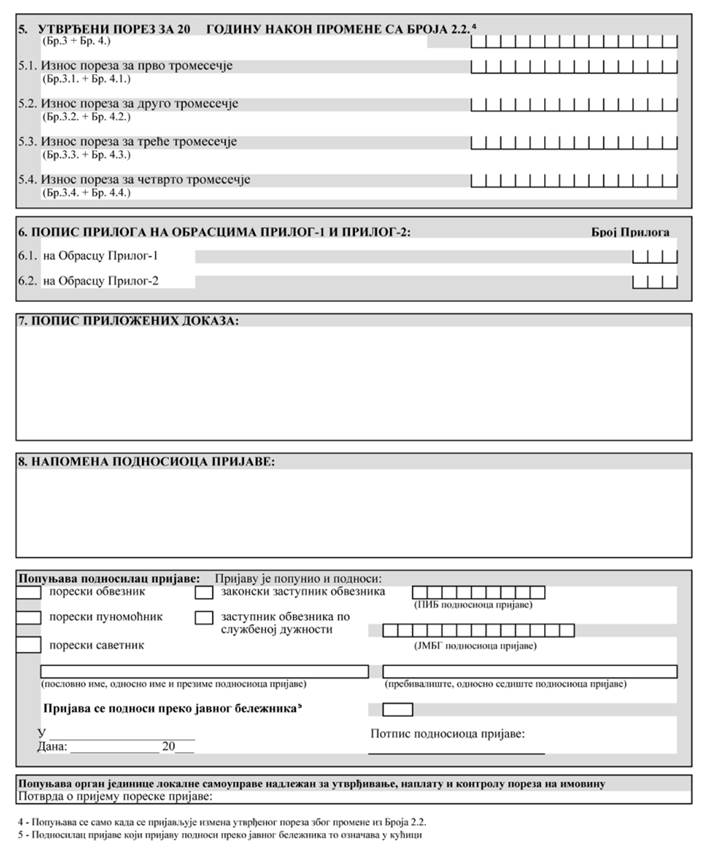 5. УТВРЂЕНИ ПОРЕЗ ЗА 20 ГОДИНУ НАКОН ПРОМЕНЕ СА БРОЈА 2.2.⁴
(Бр.3 + Бр. 4.)
5.1. Износ пореза за прво тромесечје
(Бр.3.1. + Бр. 4.1.)
5.2. Износ пореза за друго тромесечје
(Бр.3.2. + Бр. 4.2.)
5.3. Износ пореза за треће тромесечје
(Бр.3.3. + Бр. 4.3.)
5.4. Износ пореза за четврто тромесечје
(Бр.3.4. + Бр. 4.4.)
6. ПОПИС ПРИЛОГА НА ОБРАСЦИМА ПРИЛОГ-1 И ПРИЛОГ-2: Број Прилога
6.1. на Обрасцу Прилог-1
6.2. на Обрасцу Прилог-2
7. ПОПИС ПРИЛОЖЕНИХ ДОКАЗА:
8. НАПОМЕНА ПОДНОСИОЦА ПРИЈАВЕ:
Попуњава подносилац пријаве: Пријаву је попунио и подноси:
порески обвезник законски заступник обвезника
(ПИБ подносиоца пријаве)
порески пуномоћник заступник обвезника по
службеној дужности
порески саветник (ЈМБГ подносиоца пријаве)
(пословно име, односно име и презиме подносиоца пријаве) (пребивалиште, односно седиште подносиоца пријаве)
Пријава се подноси преко јавног бележника⁵
У ____________________ Потпис подносиоца пријаве:
Дана: _______________ 20___
Попуњава орган јединице локалне самоуправе надлежан за утврђивање, наплату и контролу пореза на имовину
Потврда о пријему пореске пријаве:
4 - Попуњава се само када се пријављује измена утврђеног пореза због промене из Броја 2.2.
5 - Подносилац пријаве који пријаву подноси преко јавног бележника то означава у кућици